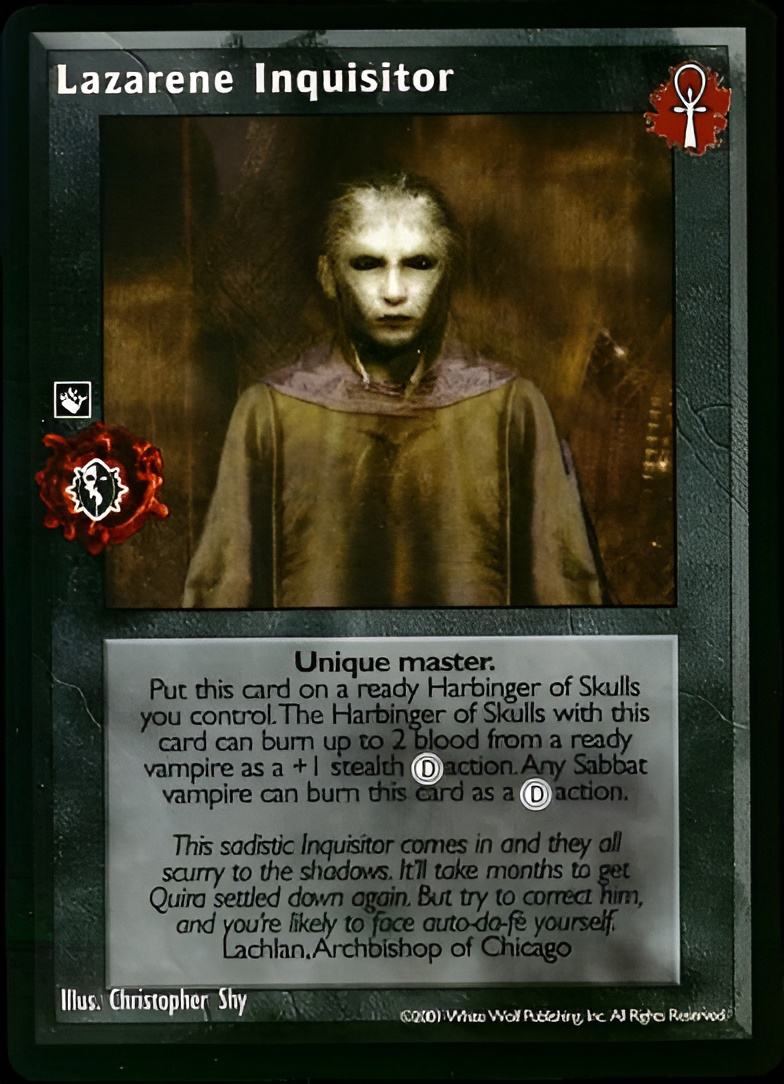 Lazarene Inquisitor
Unique master.
Put this card on a ready Harbinger of Skulls
you control. The Harbinger of Skulls with this
card can burn up to 2 blood from a ready
vampire as a +1 stealth Ⓓ action. Any Sabbat
vampire can burn this card as a Ⓓ action.
This sadistic Inquisitor comes in and they all
scurry to the shadows. It'll take months to get
Quira settled down again. But try to correct him,
and you're likely to face auto-da-fé yourself.
Lachlan, Archbishop of Chicago
Illus. Christopher Shy
©2001 White Wolf Publishing, Inc. All Rights Reserved.